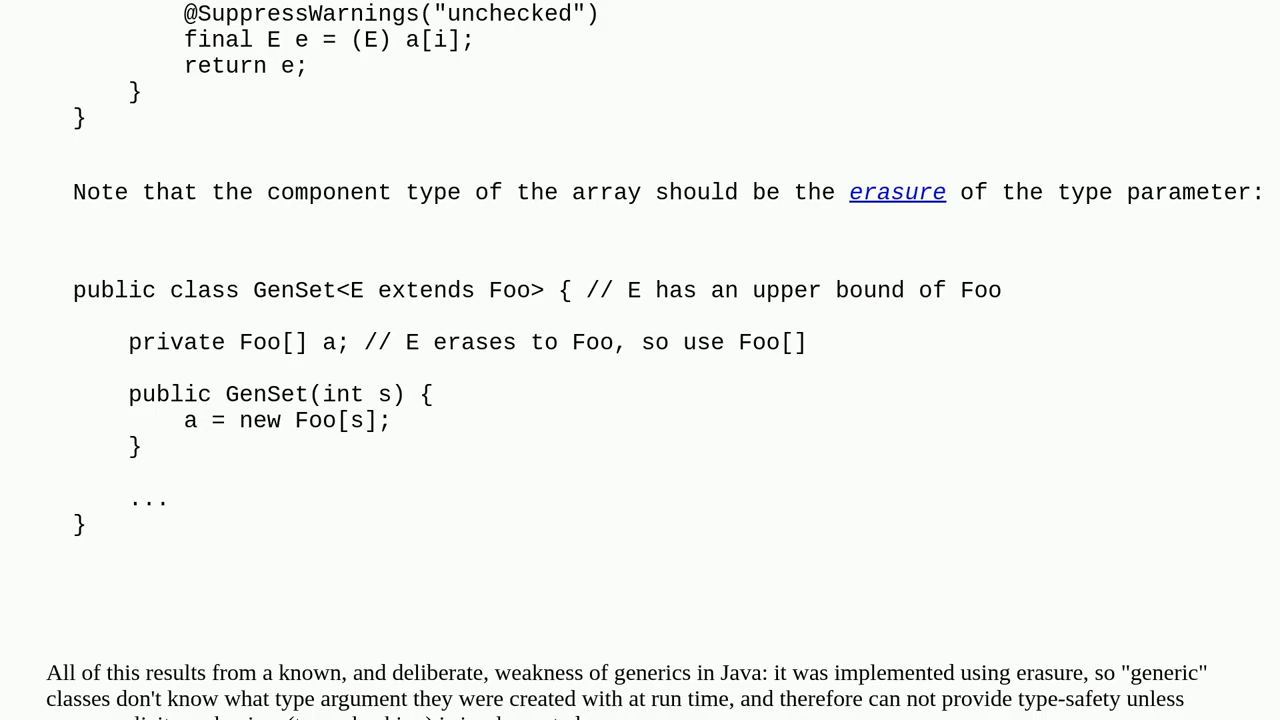 @SuppressWarnings("unchecked")
final E e = (E) a[i];
return e;
}
}
Note that the component type of the array should be the erasure of the type parameter:
public class GenSet<E extends Foo> { // E has an upper bound of Foo
private Foo[] a; // E erases to Foo, so use Foo[]
public GenSet(int s) {
a = new Foo[s];
}
...
}
All of this results from a known, and deliberate, weakness of generics in Java: it was implemented using erasure, so "generic"
classes don't know what type argument they were created with at run time, and therefore can not provide type-safety unless